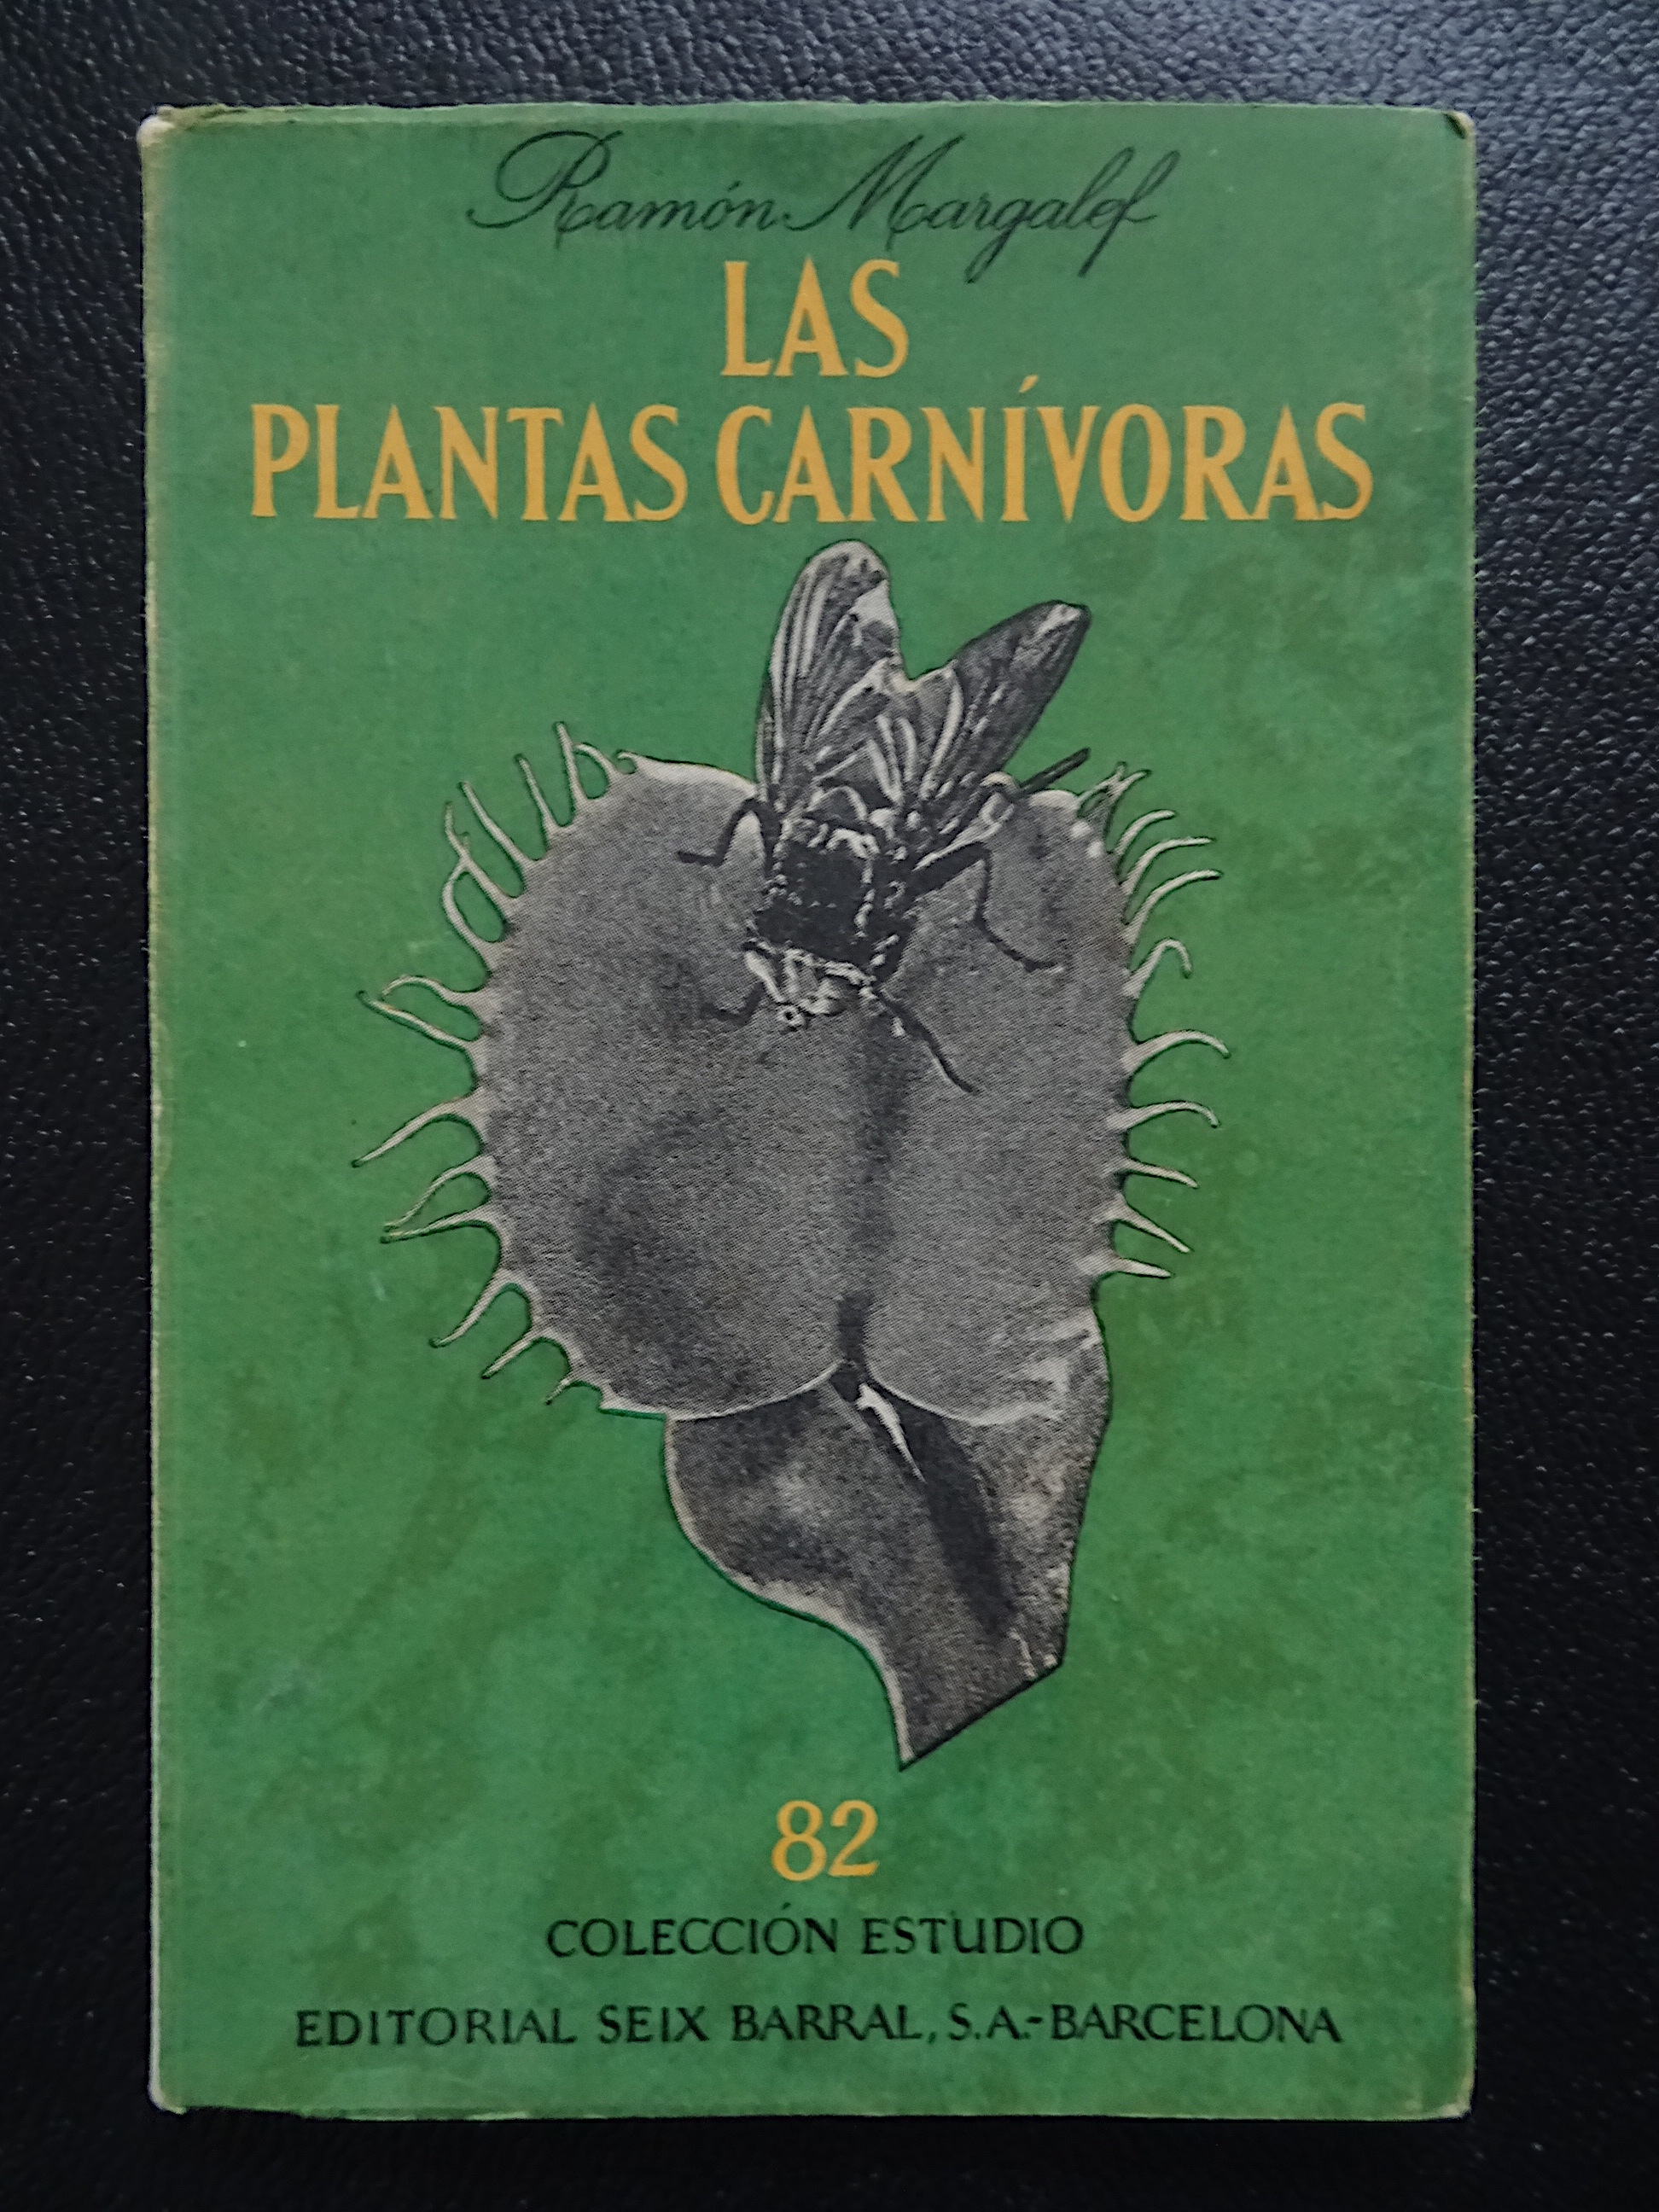 Ramón Margalef
LAS
PLANTAS CARNÍVORAS
82
COLECCIÓN ESTUDIO
EDITORIAL SEIX BARRAL, S.A.-BARCELONA